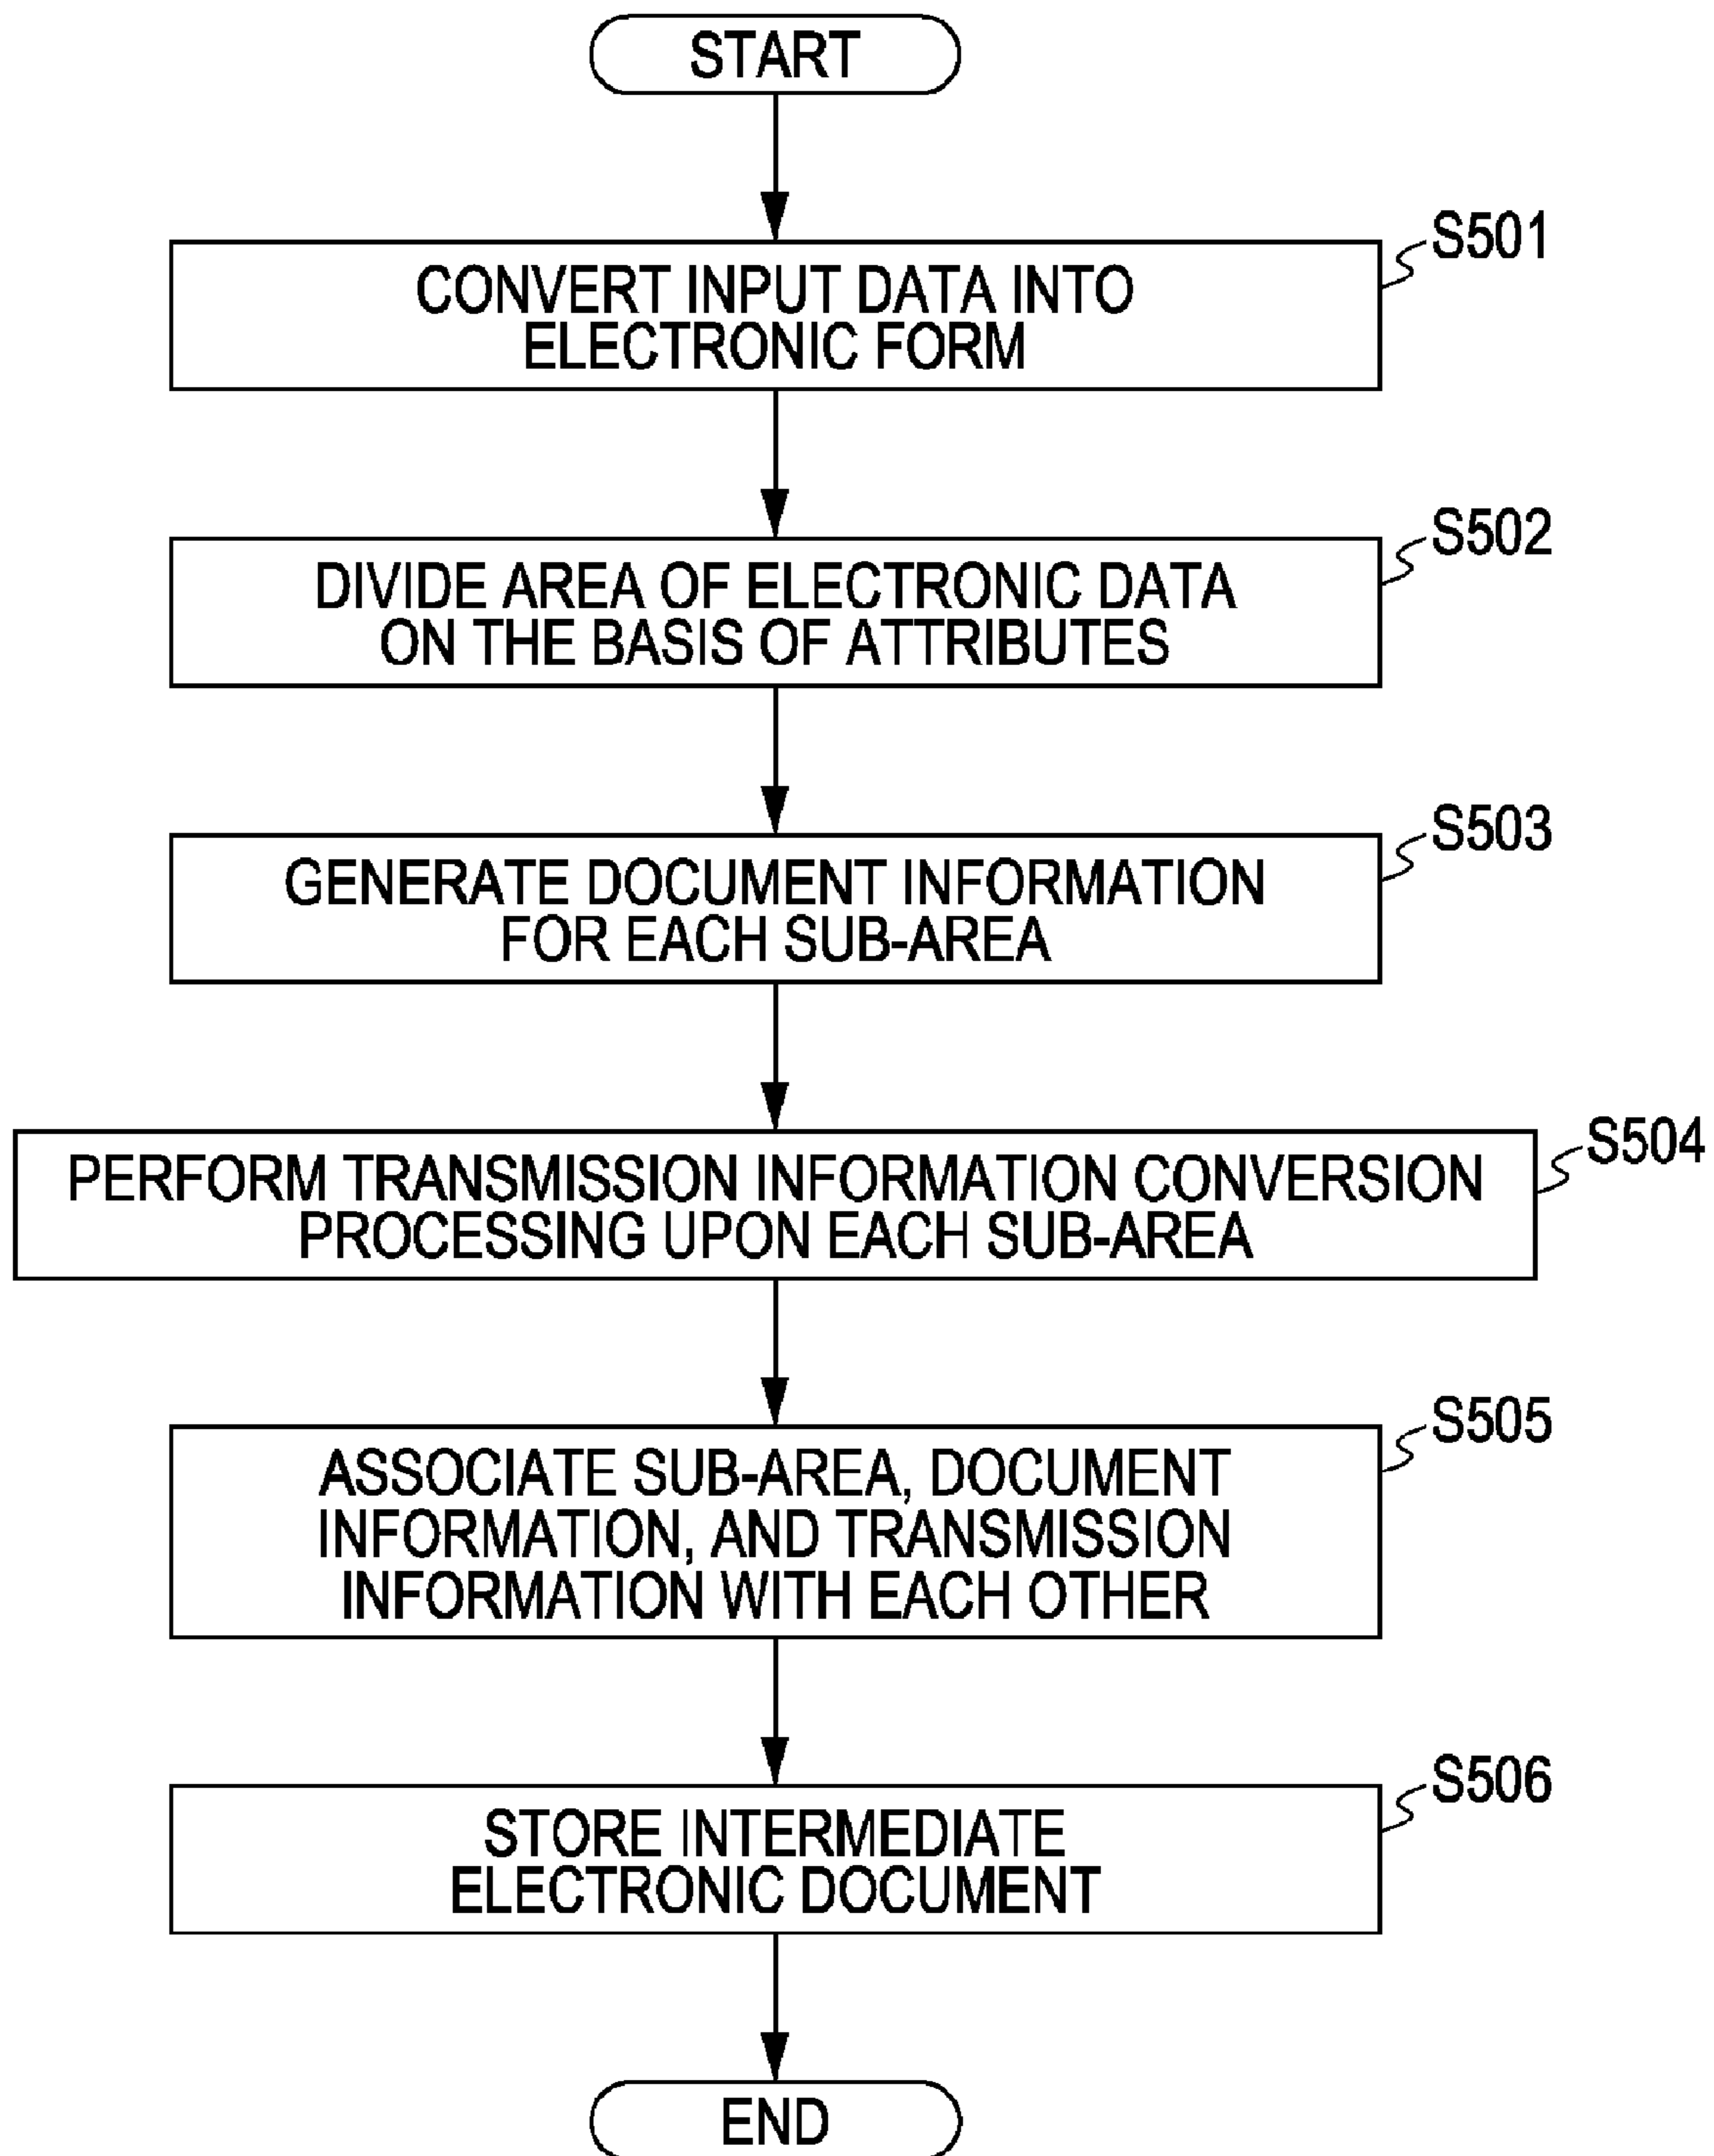 START
S501
CONVERT INPUT DATA INTO
ELECTRONIC FORM
S502
DIVIDE AREA OF ELECTRONIC DATA
ON THE BASIS OF ATTRIBUTES
S503
GENERATE DOCUMENT INFORMATION
FOR EACH SUB-AREA
S504
PERFORM TRANSMISSION INFORMATION CONVERSION
PROCESSING UPON EACH SUB-AREA
S505
ASSOCIATE SUB-AREA, DOCUMENT
INFORMATION, AND TRANSMISSION
INFORMATION WITH EACH OTHER
S506
STORE INTERMEDIATE
ELECTRONIC DOCUMENT
END